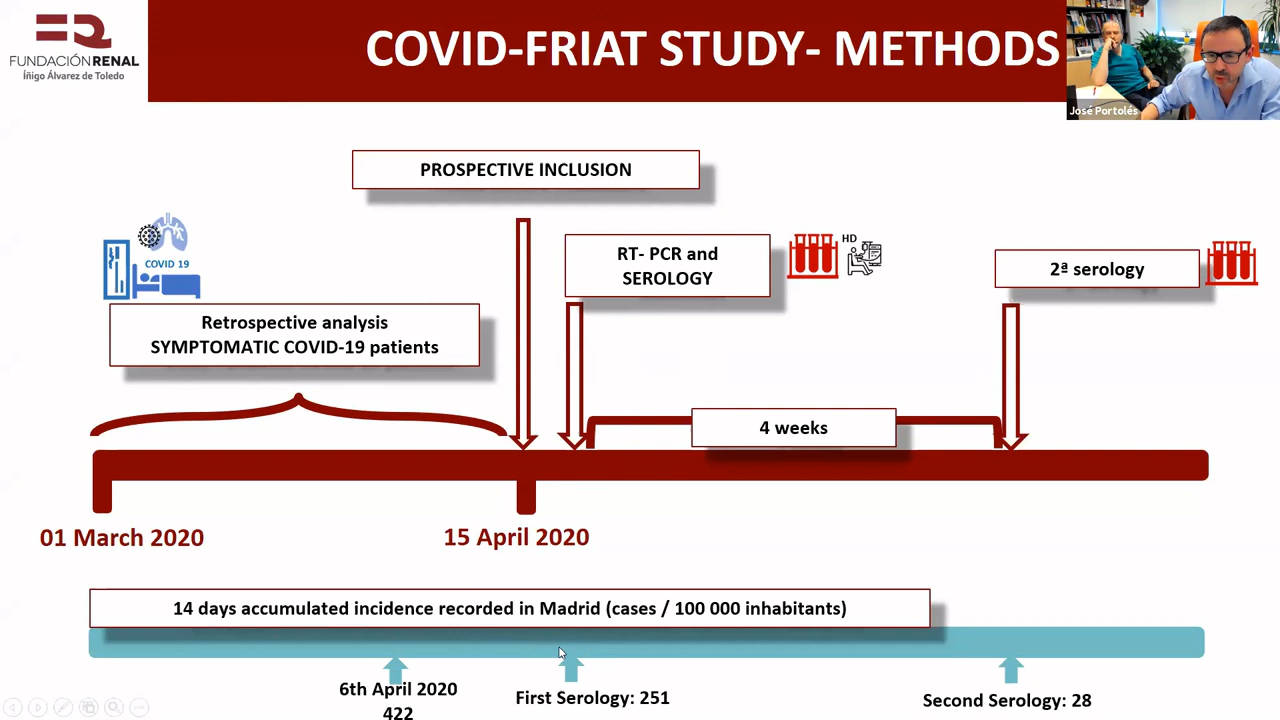 FUNDACIÓNRENAL
Íñigo Álvarez de Toledo
COVID-FRIAT STUDY- METHODS
José Portolés
PROSPECTIVE INCLUSION
COVID 19
RT- PCR and
SEROLOGY
HD
2ª serology
Retrospective analysis
SYMPTOMATIC COVID-19 patients
4 weeks
01 March 2020
15 April 2020
14 days accumulated incidence recorded in Madrid (cases / 100 000 inhabitants)
6th April 2020
422
First Serology: 251
Second Serology: 28